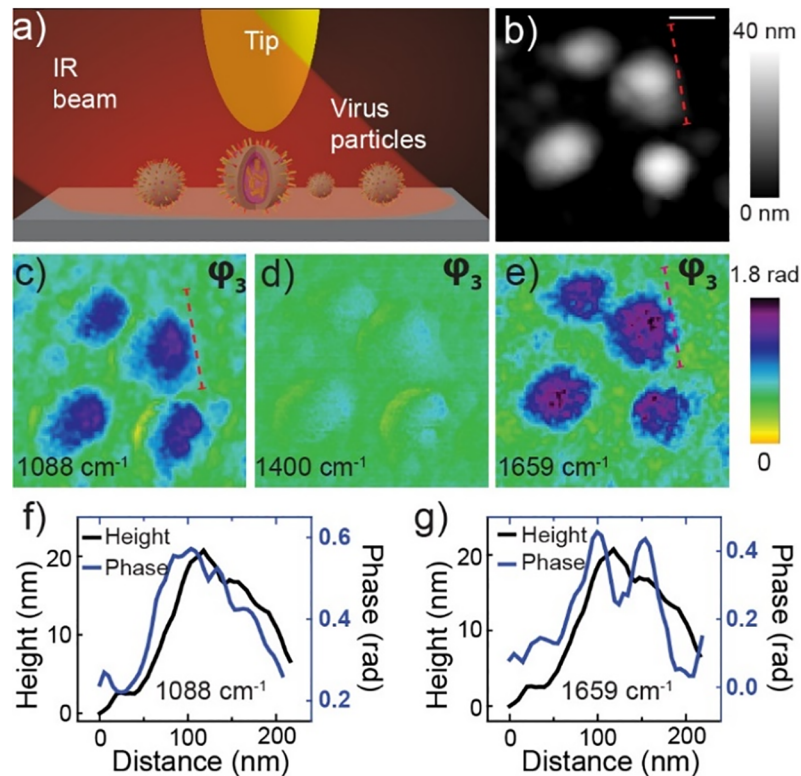 a)
IR
beam
Tip
Virus
particles
b)
40 nm
0 nm
c)
φ3
1088 cm-1
d)
φ3
1400 cm-1
e)
φ3
1659 cm-1
1.8 rad
0
f)
Height
Phase
20
10
0
Height (nm)
0.6
0.4
0.2
Phase (rad)
1088 cm-1
0 100 200
Distance (nm)
g)
Height
Phase
20
10
0
Height (nm)
0.4
0.2
0.0
Phase (rad)
1659 cm-1
0 100 200
Distance (nm)